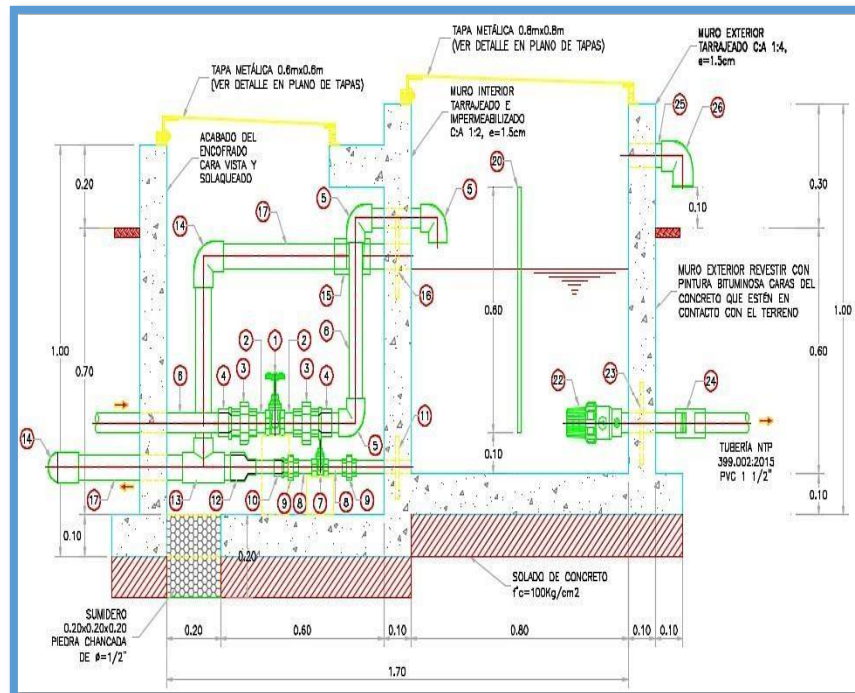 TAPA METÁLICA 0.8mx0.8m
(VER DETALLE EN PLANO DE TAPAS)
MURO EXTERIOR
TARRAJEADO C:A 1:4,
e=1.5cm
TAPA METÁLICA 0.6mx0.6m
(VER DETALLE EN PLANO DE TAPAS)
MURO INTERIOR
TARRAJEADO E
IMPERMEABILIZADO
C:A 1:2, e=1.5cm
ACABADO DEL
ENCOFRADO
CARA VISTA Y
SOLAQUEADO
25
26
20
0.20
0.30
0.10
5
5
14
17
15
16
MURO EXTERIOR REVESTIR CON
PINTURA BITUMINOSA CARAS DEL
CONCRETO QUE ESTÉN EN
CONTACTO CON EL TERRENO
0.60
6
1.00
0.70
1.00
0.60
2
1
2
3
3
4
4
6
22
23
24
11
5
14
17
13
12
10
9
8
7
8
9
0.10
TUBERÍA NTP
399.002:2015
PVC 1 1/2"
0.10
0.10
0.20
SOLADO DE CONCRETO
f'c=100Kg/cm2
SUMIDERO
0.20x0.20x0.20
PIEDRA CHANCADA
DE ø=1/2"
0.20
0.60
0.10
0.80
0.10
0.10
1.70